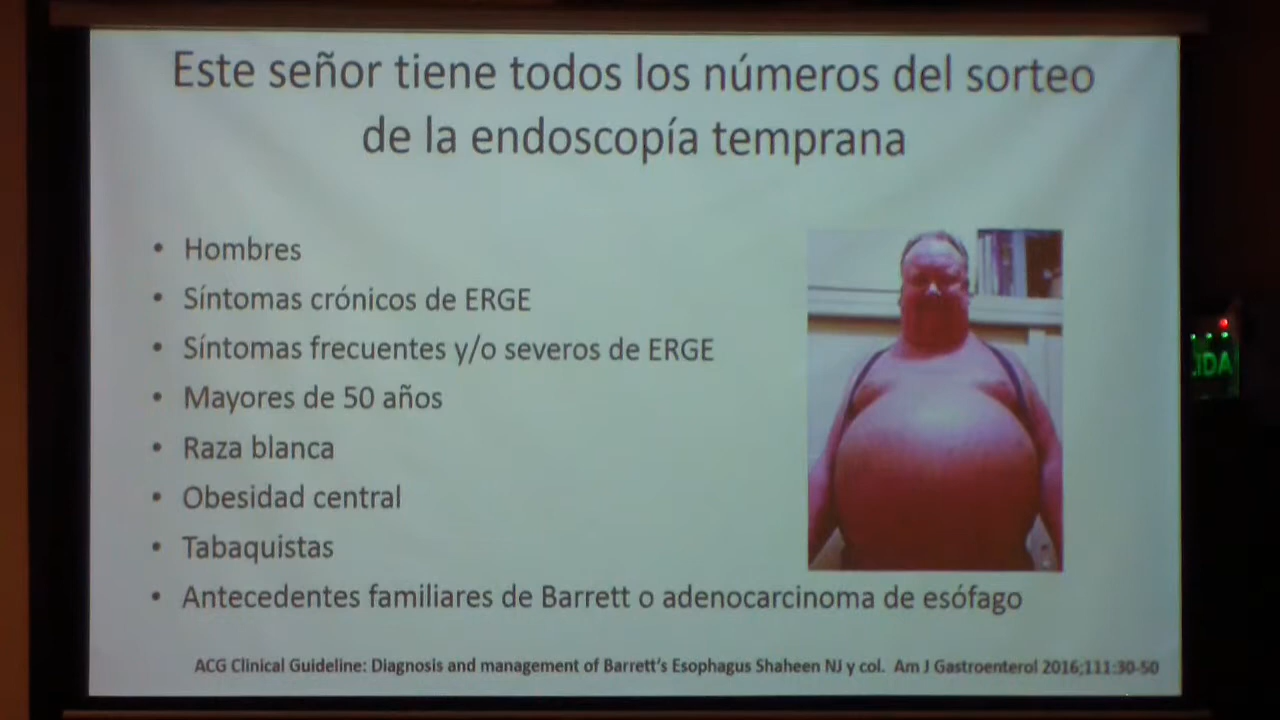 Este señor tiene todos los números del sorteo
de la endoscopía temprana
• Hombres
• Síntomas crónicos de ERGE
• Síntomas frecuentes y/o severos de ERGE
• Mayores de 50 años
• Raza blanca
• Obesidad central
• Tabaquistas
• Antecedentes familiares de Barrett o adenocarcinoma de esófago
ACG Clinical Guideline: Diagnosis and management of Barrett's Esophagus Shaheen NJ y col. Am J Gastroenterol 2016;111:30-50
IDA